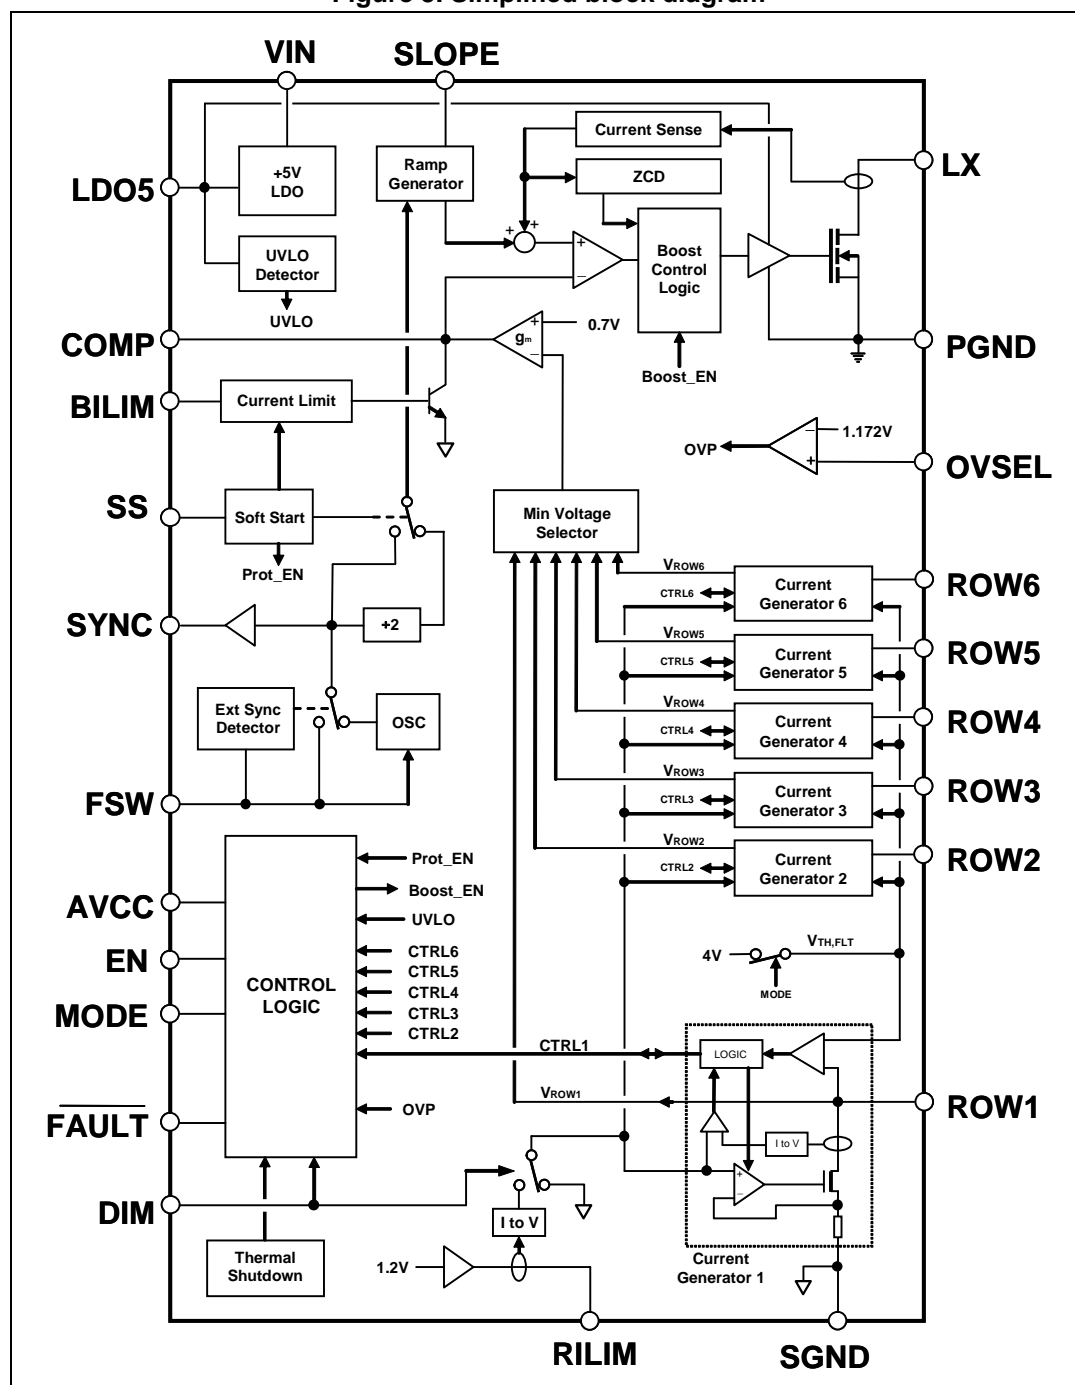 Figure 3. Simplified block diagram
VIN
SLOPE
LDO5
+5V
LDO
Ramp
Generator
Current Sense
ZCD
LX
UVLO
Detector
UVLO
+
+
+
−
Boost
Control
Logic
COMP
gm
+
−
0.7V
Boost_EN
PGND
BILIM
Current Limit
OVP
−
+
1.172V
OVSEL
SS
Soft Start
Prot_EN
Min Voltage
Selector
SYNC
+2
VROW6
CTRL6
Current
Generator 6
ROW6
VROW5
CTRL5
Current
Generator 5
ROW5
Ext Sync
Detector
OSC
VROW4
CTRL4
Current
Generator 4
ROW4
FSW
VROW3
CTRL3
Current
Generator 3
ROW3
VROW2
CTRL2
Current
Generator 2
ROW2
AVCC
EN
MODE
FAULT
DIM
CONTROL
LOGIC
Prot_EN
Boost_EN
UVLO
CTRL6
CTRL5
CTRL4
CTRL3
CTRL2
CTRL1
OVP
4V
VTH,FLT
MODE
LOGIC
VROW1
ROW1
I to V
+
−
I to V
Thermal
Shutdown
1.2V
Current
Generator 1
RILIM
SGND